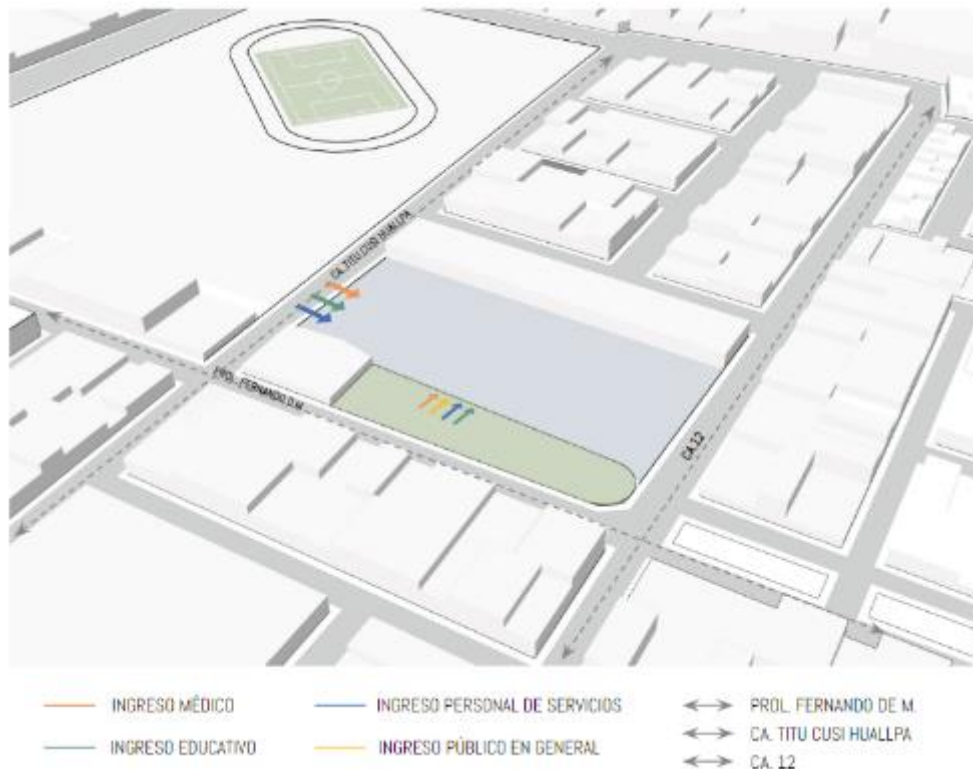 CA. TITU CUSI HUALLPA
PROL. FERNANDO D.M
CA.12
INGRESO MÉDICO
INGRESO EDUCATIVO
INGRESO PERSONAL DE SERVICIOS
INGRESO PÚBLICO EN GENERAL
PROL. FERNANDO DE M.
CA. TITU CUSI HUALLPA
CA. 12